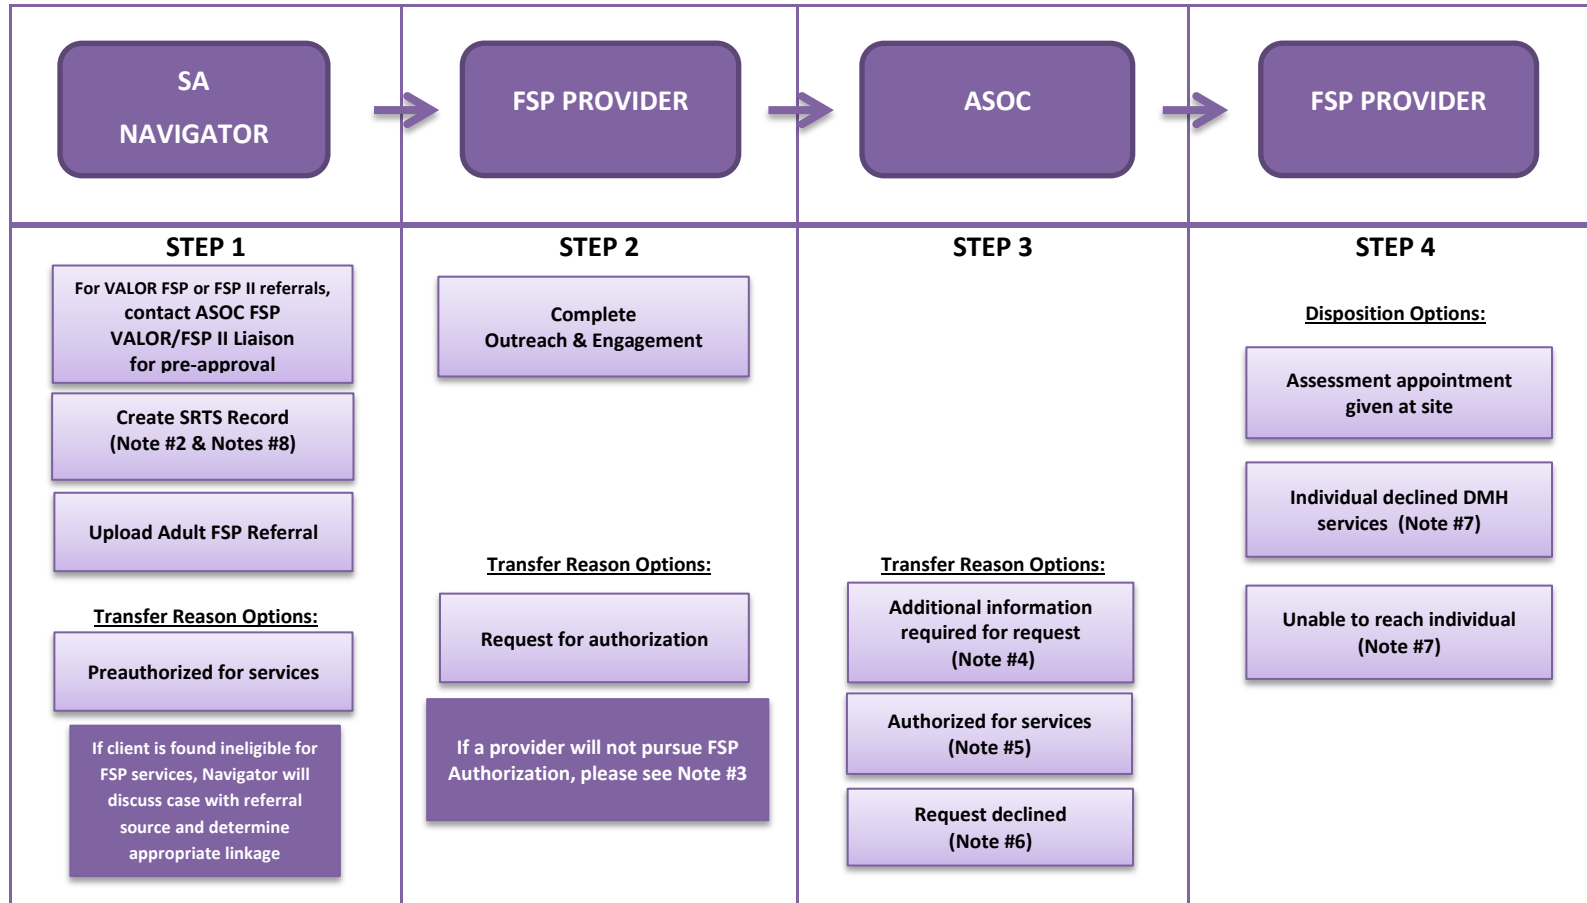 SA
NAVIGATOR
FSP PROVIDER
ASOC
FSP PROVIDER
STEP 1
For VALOR FSP or FSP II referrals,
contact ASOC FSP
VALOR/FSP II Liaison
for pre-approval
Create SRTS Record
(Note #2 & Notes #8)
Upload Adult FSP Referral
Transfer Reason Options:
Preauthorized for services
If client is found ineligible for
FSP services, Navigator will
discuss case with referral
source and determine
appropriate linkage
STEP 2
Complete
Outreach & Engagement
Transfer Reason Options:
Request for authorization
If a provider will not pursue FSP
Authorization, please see Note #3
STEP 3
Transfer Reason Options:
Additional information
required for request
(Note #4)
Authorized for services
(Note #5)
Request declined
(Note #6)
STEP 4
Disposition Options:
Assessment appointment
given at site
Individual declined DMH
services (Note #7)
Unable to reach individual
(Note #7)